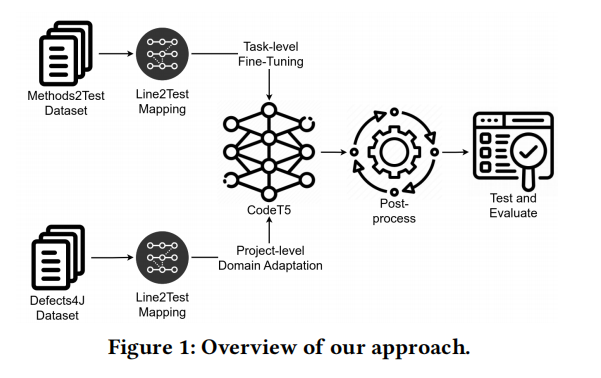 Task-level
Fine-Tuning
Methods2Test
Dataset
Line2Test
Mapping
CodeT5
Post-
process
Test and
Evaluate
Project-level
Domain Adaptation
Defects4J
Dataset
Line2Test
Mapping
Figure 1: Overview of our approach.